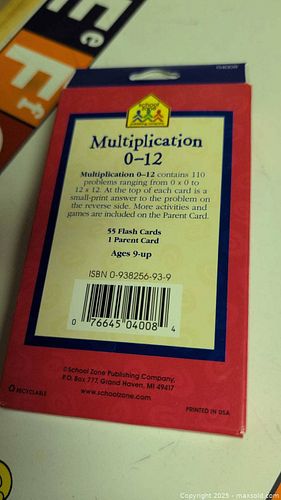 04008
school
zone
Multiplication
0–12
Multiplication 0–12 contains 110
problems ranging from 0 x 0 to
12 x 12. At the top of each card is a
small-print answer to the problem on
the reverse side. More activities and
games are included on the Parent Card.
55 Flash Cards
1 Parent Card
Ages 9-up
ISBN 0-938256-93-9
0 76645 04008 4
©School Zone Publishing Company,
P.O. Box 777, Grand Haven, MI 49417
www.schoolzone.com
RECYCLABLE
PRINTED IN USA
Copyright 2025 - maxsold.com